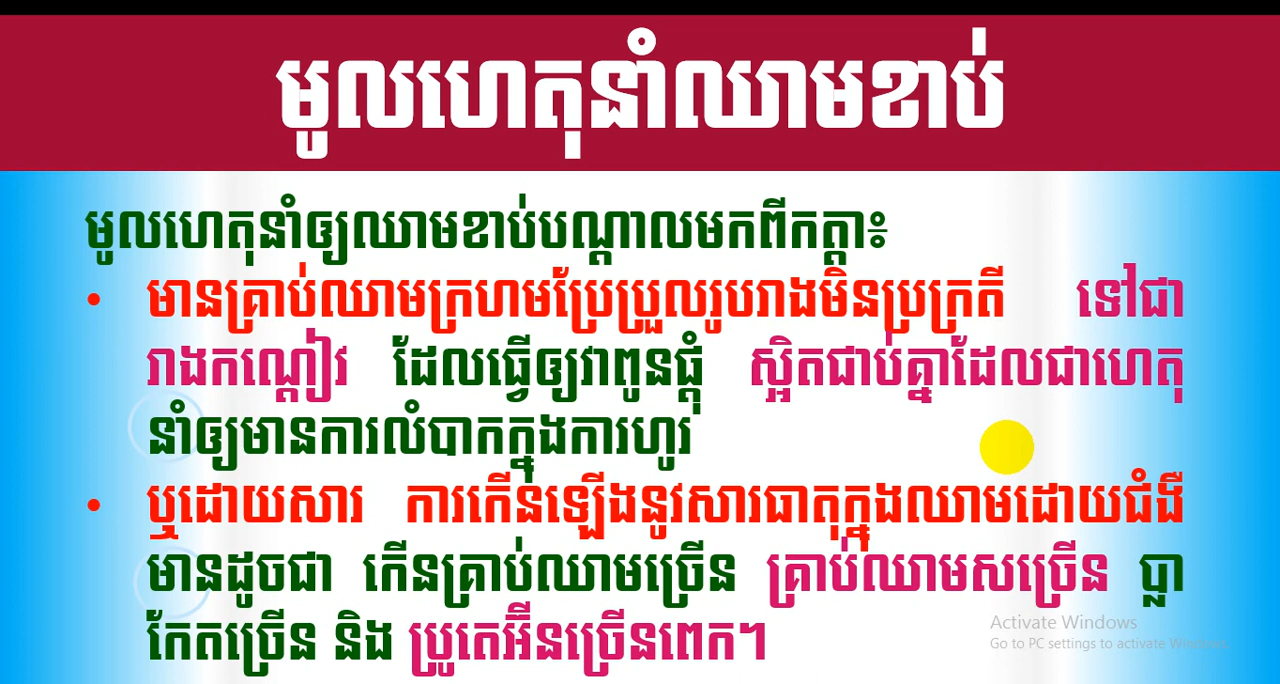 មូលហេតុនាំឈាមខាប់
មូលហេតុនាំឲ្យឈាមខាប់បណ្ដាលមកពីកត្តា៖
• មានគ្រាប់ឈាមក្រហមប្រែប្រួលរូបរាងមិនប្រក្រតី ទៅជា
រាងកណ្ដៀវ ដែលធ្វើឲ្យវាពូនផ្ដុំ ស្អិតជាប់គ្នាដែលជាហេតុ
នាំឲ្យមានការលំបាកក្នុងការហូរ
• ឬដោយសារ ការកើនឡើងនូវសារធាតុក្នុងឈាមដោយជំងឺ
មានដូចជា កើនគ្រាប់ឈាមច្រើន គ្រាប់ឈាមសច្រើន ប្លា
កែតច្រើន និង ប្រូតេអ៊ីនច្រើនពេក។
Activate Windows
Go to PC settings to activate Windows.